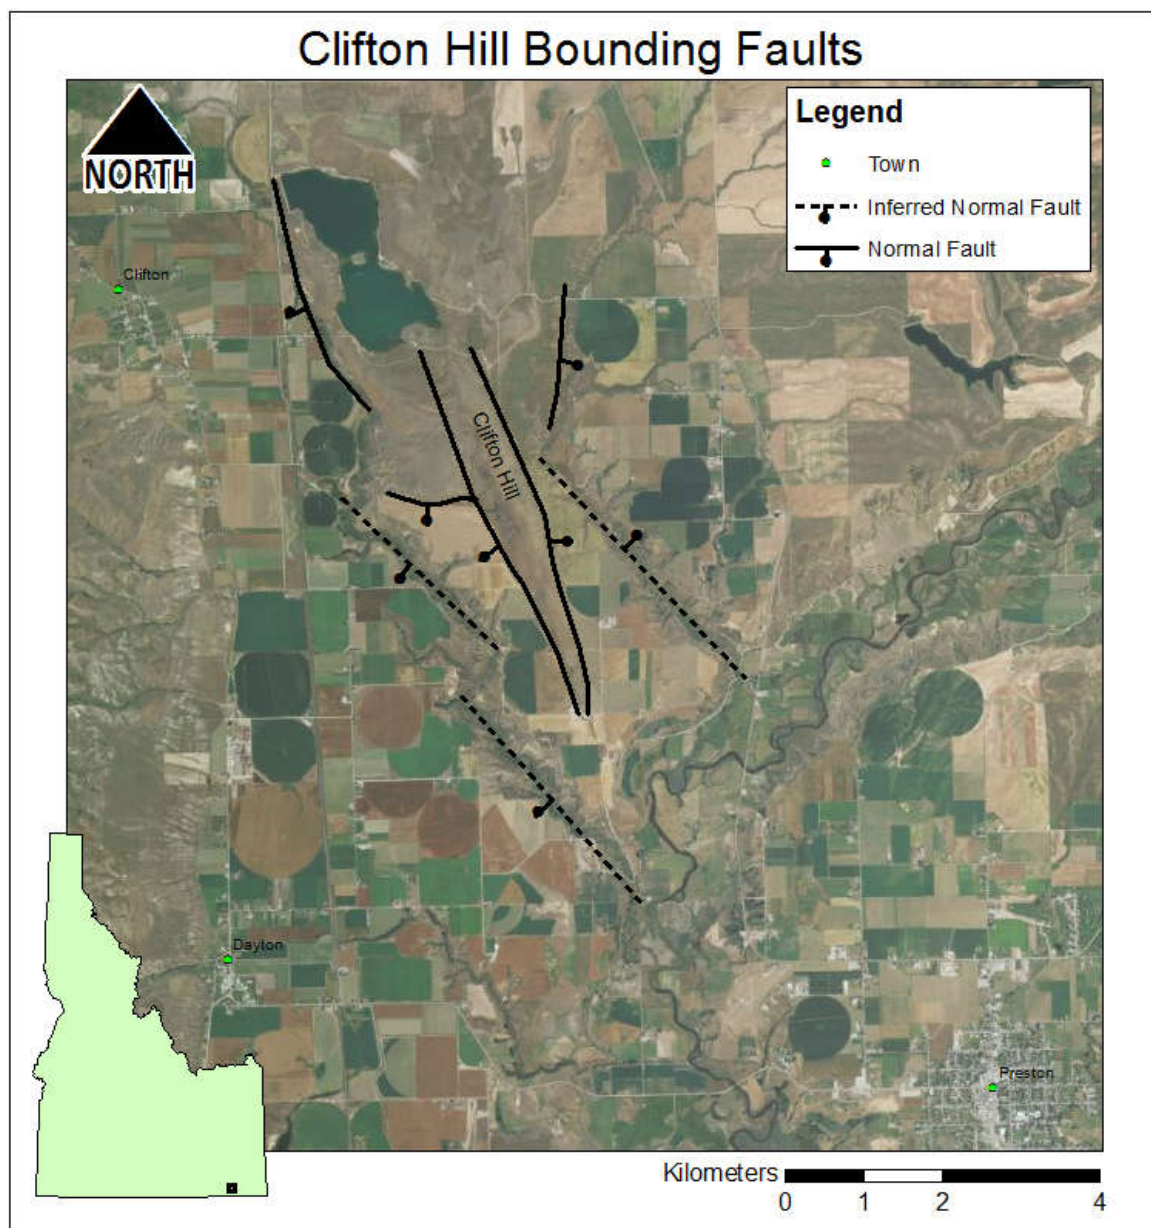 Clifton Hill Bounding Faults
NORTH
Legend
Town
Inferred Normal Fault
Normal Fault
Clifton
Clifton Hill
Dayton
Preston
Kilometers
0 1 2 4